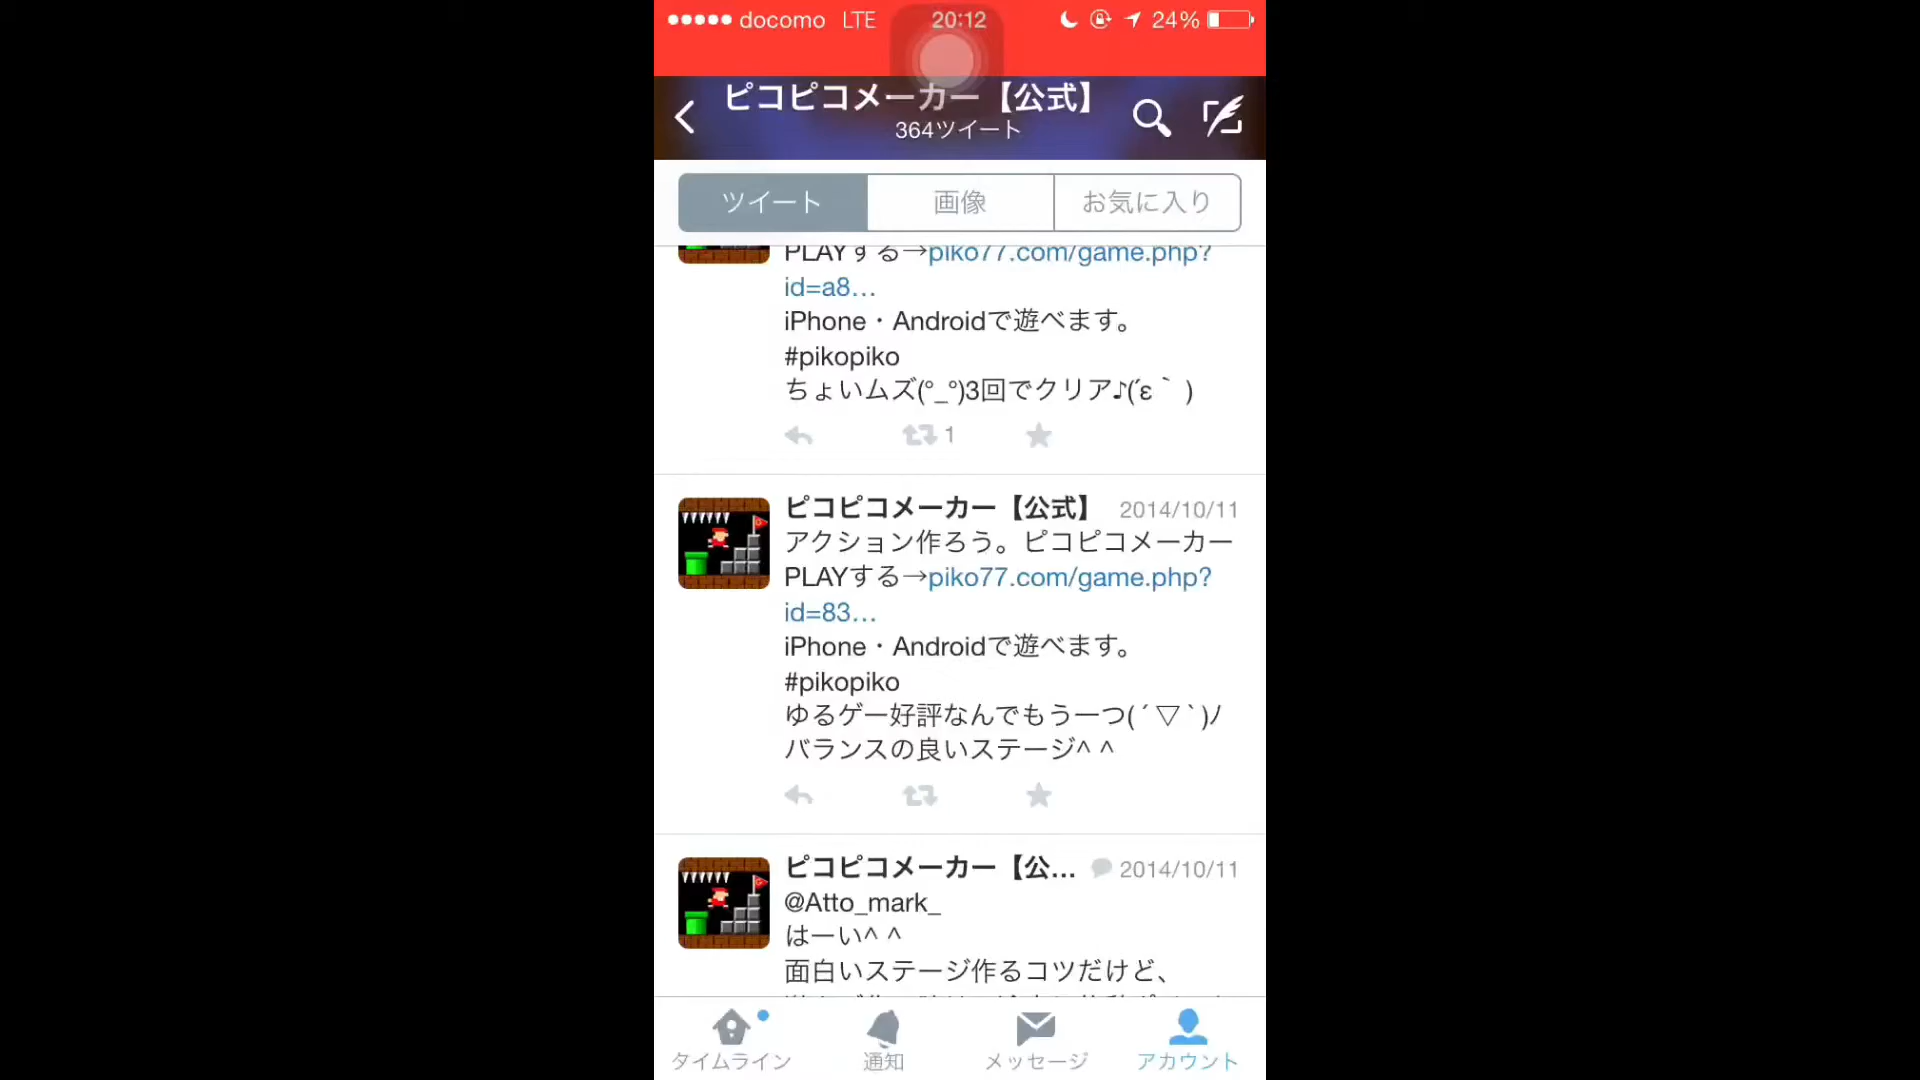 docomo LTE 20:12 24%
ピコピコメーカー【公式】
364ツイート
ツイート 画像 お気に入り
PLAYする→piko77.com/game.php?
id=a8…
iPhone・Androidで遊べます。
#pikopiko
ちょいムズ(°_°)3回でクリア♪(´ε｀ )
1
ピコピコメーカー【公式】 2014/10/11
アクション作ろう。ピコピコメーカー
PLAYする→piko77.com/game.php?
id=83…
iPhone・Androidで遊べます。
#pikopiko
ゆるゲー好評なんでもう一つ( ´ ▽ ` )ﾉ
バランスの良いステージ^ ^
ピコピコメーカー【公... 2014/10/11
@Atto_mark_
はーい^ ^
面白いステージ作るコツだけど、
タイムライン 通知 メッセージ アカウント